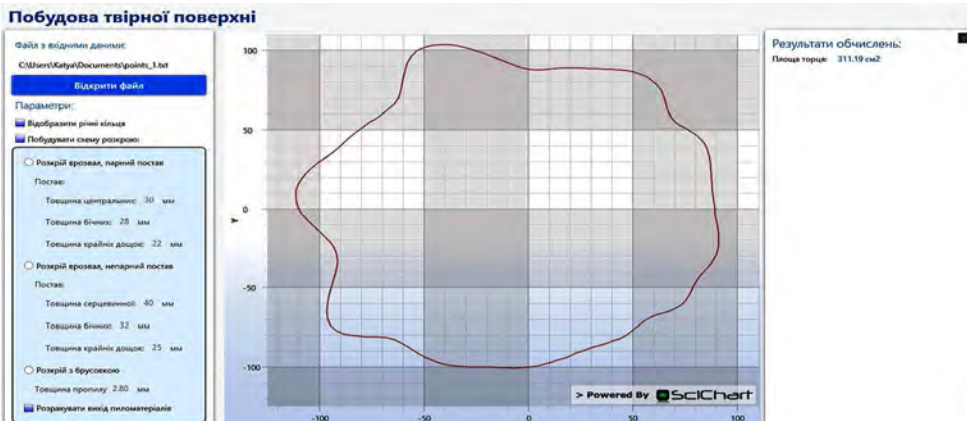 Побудова твірної поверхні
Файл з вхідними даними:
C:\Users\Katya\Documents\points_1.txt
Відкрити файл
Параметри:
Відобразити річні кільця
Побудувати схему розкрою:
Розкрій врозвал, парний постав
Постав:
Товщина центральних: 30 мм
Товщина бічних: 28 мм
Товщина крайніх дощок: 22 мм
Розкрій врозвал, непарний постав
Постав:
Товщина серцевинної: 40 мм
Товщина бічних: 32 мм
Товщина крайніх дощок: 25 мм
Розкрій з брусовкою
Товщина пропилу 2.80 мм
Розрахувати вихід пиломатеріалів
100
50
0
-50
-100
Y
-100
-50
0
50
100
> Powered By SciChart
Результати обчислень:
Площа торця: 311.19 см2